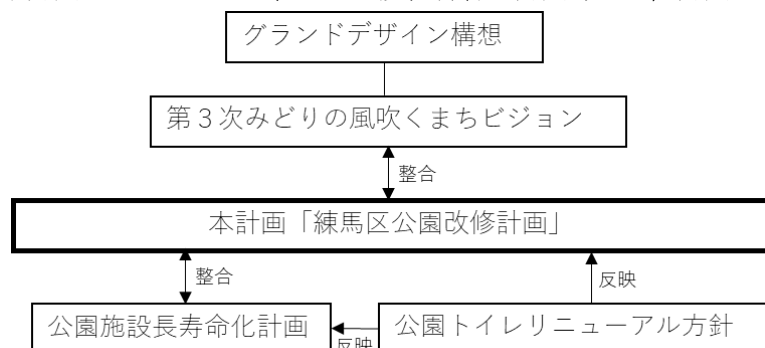 グランドデザイン構想
第３次みどりの風吹くまちビジョン
整合
本計画「練馬区公園改修計画」
整合
反映
公園施設長寿命化計画
反映
公園トイレリニューアル方針